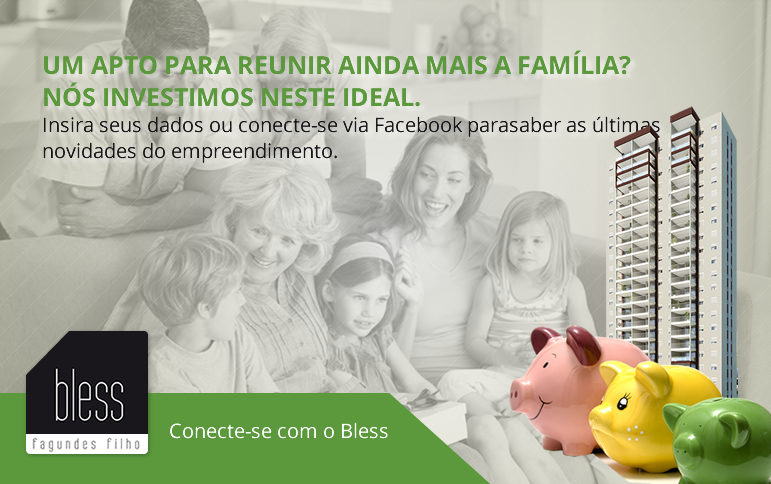 UM APTO PARA REUNIR AINDA MAIS A FAMÍLIA?
NÓS INVESTIMOS NESTE IDEAL.
Insira seus dados ou conecte-se via Facebook parasaber as últimas
novidades do empreendimento.
bless
fagundes filho
Conecte-se com o Bless